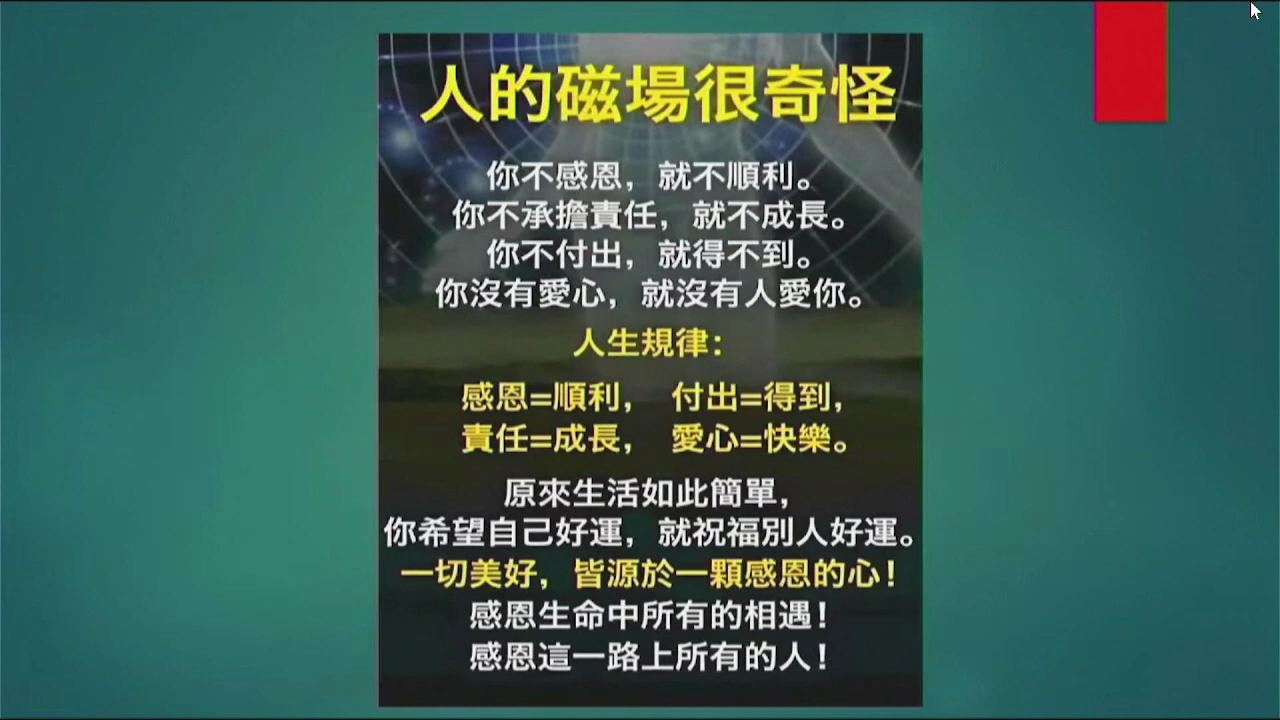 人的磁場很奇怪
你不感恩，就不順利。
你不承擔責任，就不成長。
你不付出，就得不到。
你沒有愛心，就沒有人愛你。
人生規律：
感恩=順利， 付出=得到，
責任=成長， 愛心=快樂。
原來生活如此簡單，
你希望自己好運，就祝福別人好運。
一切美好，皆源於一顆感恩的心！
感恩生命中所有的相遇！
感恩這一路上所有的人！